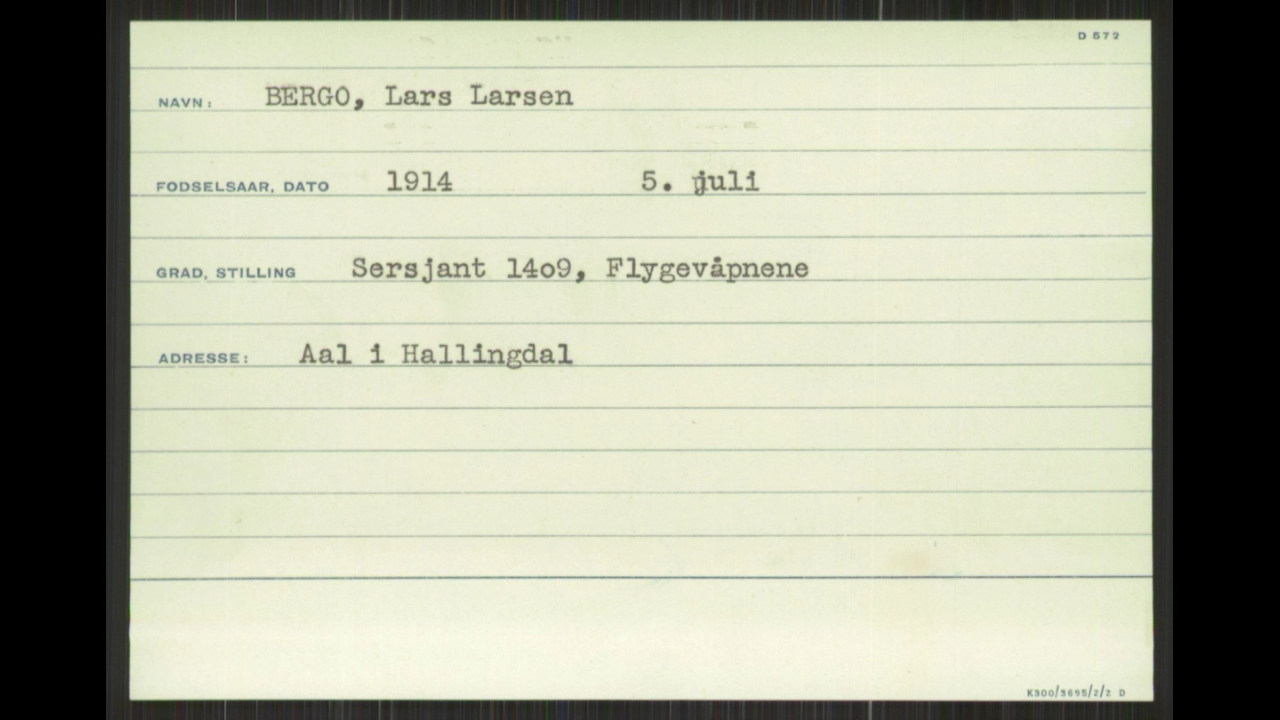 D 572
NAVN: BERGO, Lars Larsen
FODSELSAAR, DATO 1914 5. juli
GRAD, STILLING Sersjant 14o9, Flygevåpnene
ADRESSE: Aal i Hallingdal
K300/3695/2/2 D